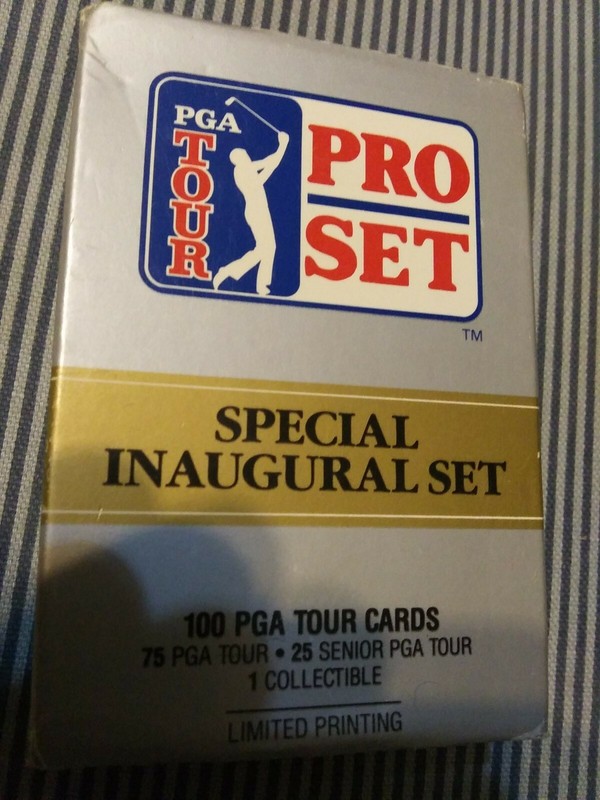 PGA
TOUR
PRO
SET
TM
SPECIAL
INAUGURAL SET
100 PGA TOUR CARDS
75 PGA TOUR • 25 SENIOR PGA TOUR
1 COLLECTIBLE
LIMITED PRINTING